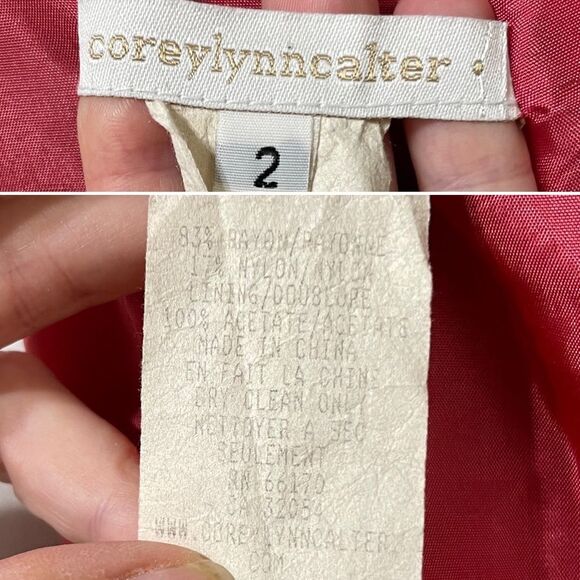 coreylynncalter
2
83% RAYON/RAYONNE
17% NYLON/NYLON
LINING/DOUBLURE
100% ACETATE/ACETATE
MADE IN CHINA
EN FAIT LA CHINE
DRY CLEAN ONLY
NETTOYER A SEC
SEULEMENT
RN 66170
CA 32054
WWW.COREYLYNNCALTER.
COM